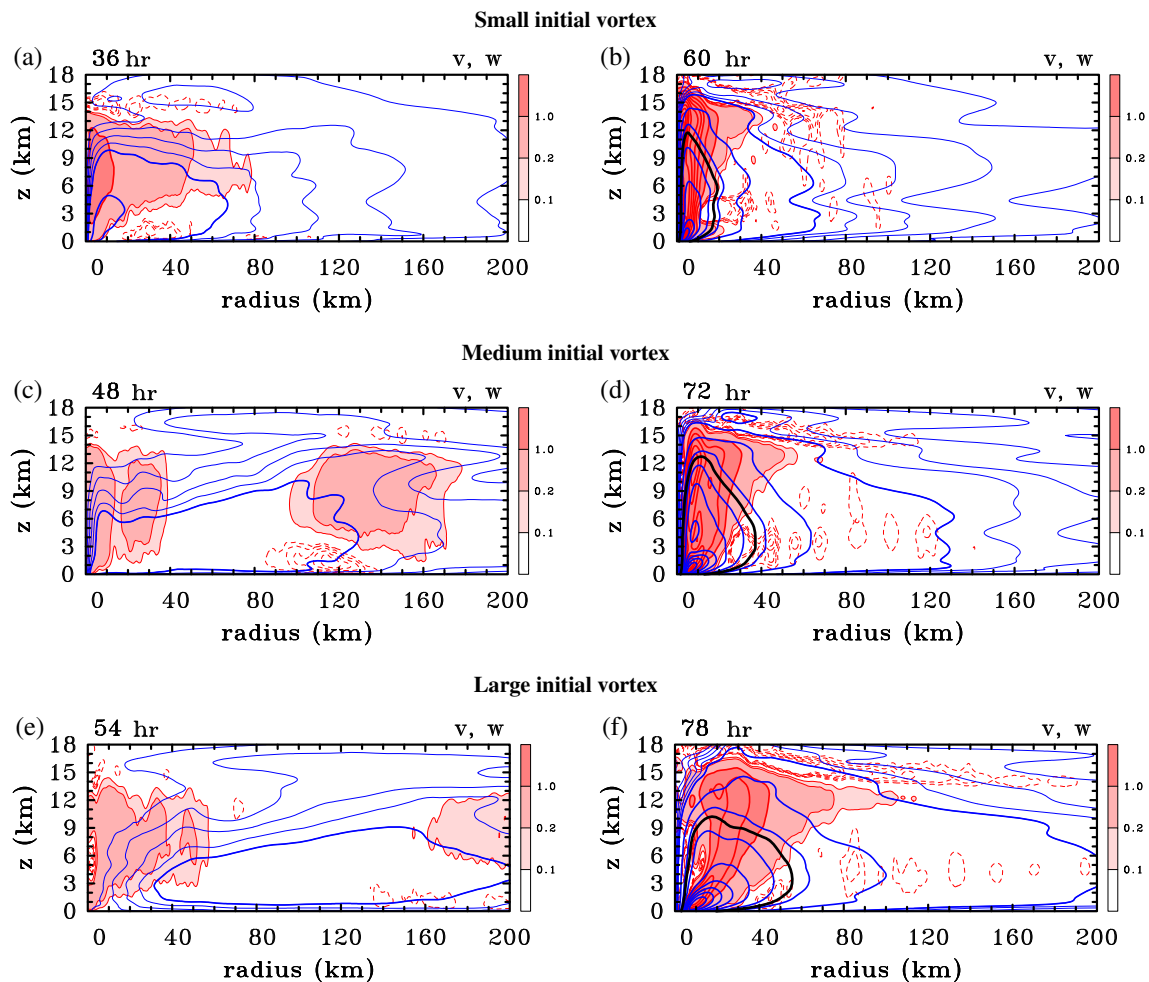 Small initial vortex
(a) 36 hr v, w
(b) 60 hr v, w
18
15
12
9
6
3
0
z (km)
0 40 80 120 160 200
radius (km)
1.0
0.2
0.1
18
15
12
9
6
3
0
z (km)
0 40 80 120 160 200
radius (km)
1.0
0.2
0.1
Medium initial vortex
(c) 48 hr v, w
(d) 72 hr v, w
18
15
12
9
6
3
0
z (km)
0 40 80 120 160 200
radius (km)
1.0
0.2
0.1
18
15
12
9
6
3
0
z (km)
0 40 80 120 160 200
radius (km)
1.0
0.2
0.1
Large initial vortex
(e) 54 hr v, w
(f) 78 hr v, w
18
15
12
9
6
3
0
z (km)
0 40 80 120 160 200
radius (km)
1.0
0.2
0.1
18
15
12
9
6
3
0
z (km)
0 40 80 120 160 200
radius (km)
1.0
0.2
0.1